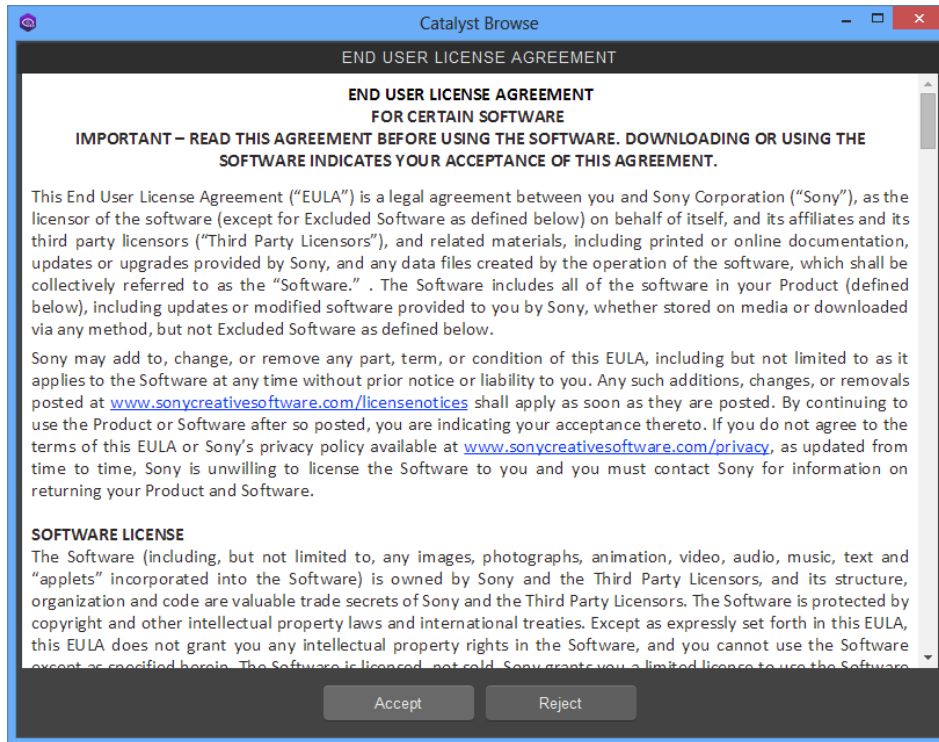 Catalyst Browse
END USER LICENSE AGREEMENT
END USER LICENSE AGREEMENT
FOR CERTAIN SOFTWARE
IMPORTANT – READ THIS AGREEMENT BEFORE USING THE SOFTWARE. DOWNLOADING OR USING THE
SOFTWARE INDICATES YOUR ACCEPTANCE OF THIS AGREEMENT.
This End User License Agreement (“EULA”) is a legal agreement between you and Sony Corporation (“Sony”), as the
licensor of the software (except for Excluded Software as defined below) on behalf of itself, and its affiliates and its
third party licensors (“Third Party Licensors”), and related materials, including printed or online documentation,
updates or upgrades provided by Sony, and any data files created by the operation of the software, which shall be
collectively referred to as the “Software.” . The Software includes all of the software in your Product (defined
below), including updates or modified software provided to you by Sony, whether stored on media or downloaded
via any method, but not Excluded Software as defined below.
Sony may add to, change, or remove any part, term, or condition of this EULA, including but not limited to as it
applies to the Software at any time without prior notice or liability to you. Any such additions, changes, or removals
posted at www.sonycreativesoftware.com/licensenotices shall apply as soon as they are posted. By continuing to
use the Product or Software after so posted, you are indicating your acceptance thereto. If you do not agree to the
terms of this EULA or Sony’s privacy policy available at www.sonycreativesoftware.com/privacy, as updated from
time to time, Sony is unwilling to license the Software to you and you must contact Sony for information on
returning your Product and Software.
SOFTWARE LICENSE
The Software (including, but not limited to, any images, photographs, animation, video, audio, music, text and
“applets” incorporated into the Software) is owned by Sony and the Third Party Licensors, and its structure,
organization and code are valuable trade secrets of Sony and the Third Party Licensors. The Software is protected by
copyright and other intellectual property laws and international treaties. Except as expressly set forth in this EULA,
this EULA does not grant you any intellectual property rights in the Software, and you cannot use the Software
except as specified herein. The Software is licensed, not sold. Sony grants you a limited license to use the Software
Accept
Reject